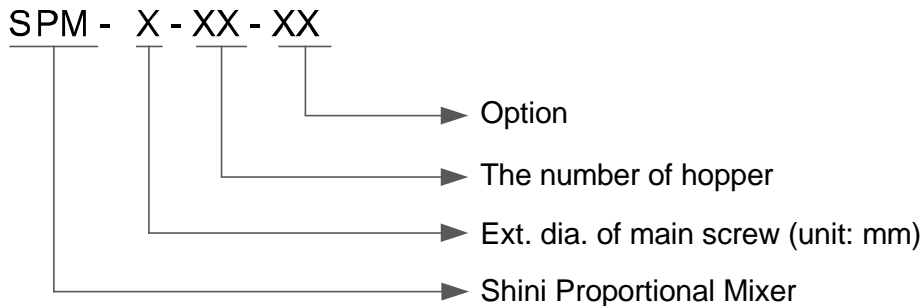 SPM - X - XX - XX
Option
The number of hopper
Ext. dia. of main screw (unit: mm)
Shini Proportional Mixer